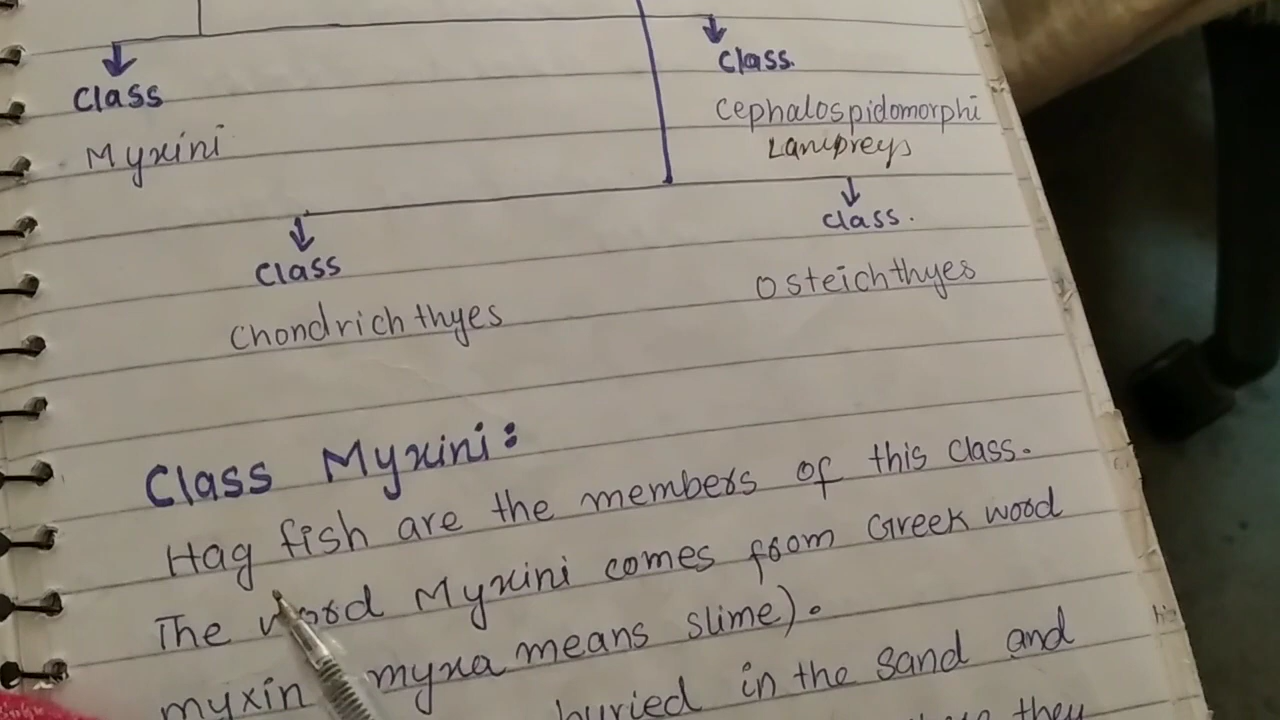 Class
Class.
Myxini
Cephalospidomorphi
Lampreys
Class
Class.
Chondrichthyes
Osteichthyes
Class Myxini:
Hag fish are the members of this class.
The word Myxini comes from Greek word
myxin myxa means slime).
buried in the sand and
they